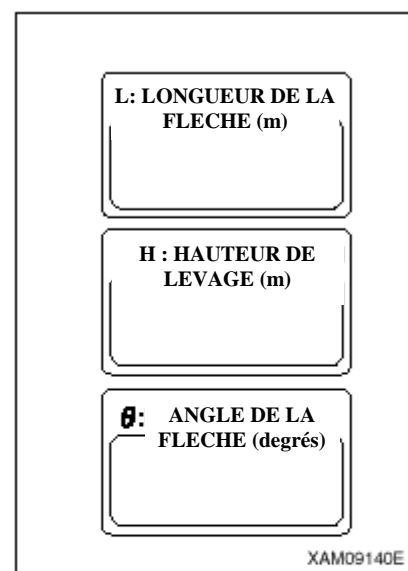 L: LONGUEUR DE LA
FLECHE (m)
H : HAUTEUR DE
LEVAGE (m)
θ: ANGLE DE LA
FLECHE (degrés)
XAM09140E